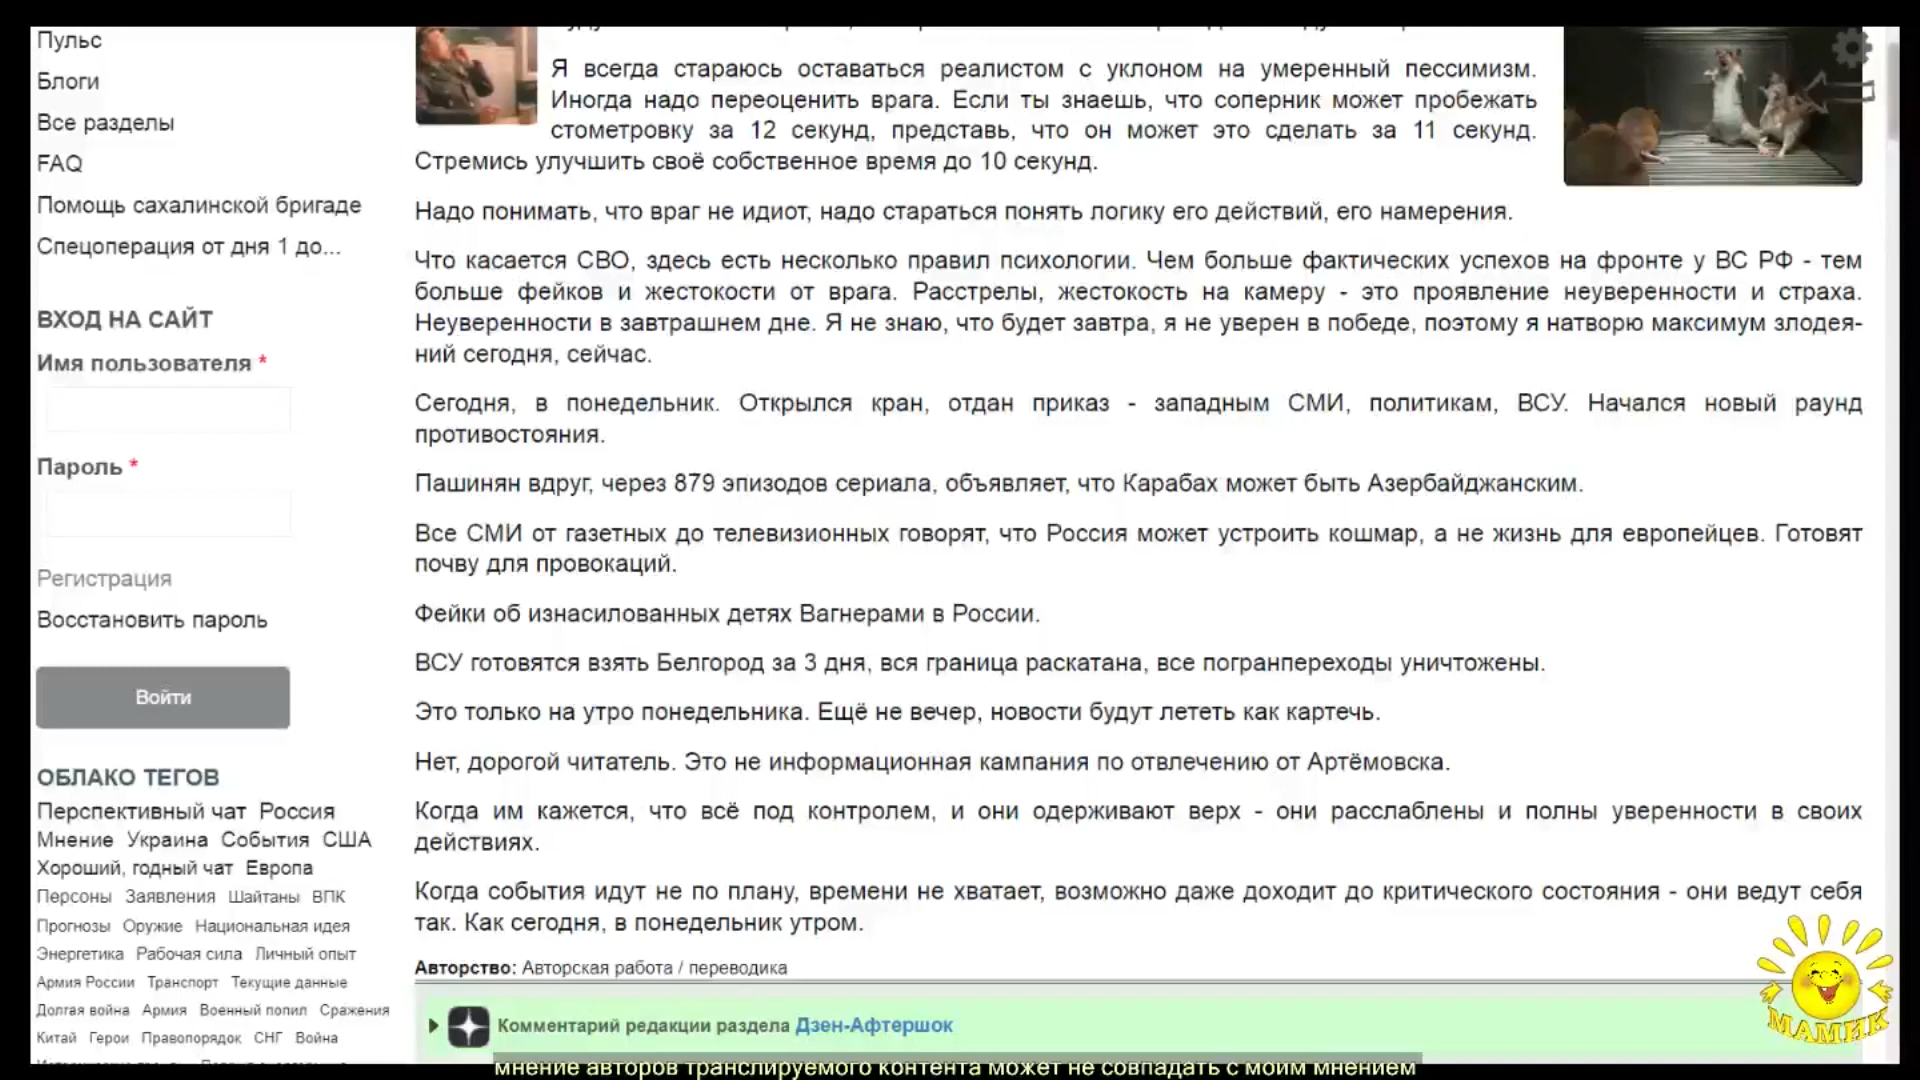 Пульс
Блоги
Все разделы
FAQ
Помощь сахалинской бригаде
Спецоперация от дня 1 до...
ВХОД НА САЙТ
Имя пользователя *
Пароль *
Регистрация
Восстановить пароль
Войти
ОБЛАКО ТЕГОВ
Перспективный чат Россия
Мнение Украина События США
Хороший, годный чат Европа
Персоны Заявления Шайтаны ВПК
Прогнозы Оружие Национальная идея
Энергетика Рабочая сила Личный опыт
Армия России Транспорт Текущие данные
Долгая война Армия Военный попил Сражения
Китай Герои Правопорядок СНГ Война
Я всегда стараюсь оставаться реалистом с уклоном на умеренный пессимизм.
Иногда надо переоценить врага. Если ты знаешь, что соперник может пробежать
стометровку за 12 секунд, представь, что он может это сделать за 11 секунд.
Стремись улучшить своё собственное время до 10 секунд.
Надо понимать, что враг не идиот, надо стараться понять логику его действий, его намерения.
Что касается СВО, здесь есть несколько правил психологии. Чем больше фактических успехов на фронте у ВС РФ - тем
больше фейков и жестокости от врага. Расстрелы, жестокость на камеру - это проявление неуверенности и страха.
Неуверенности в завтрашнем дне. Я не знаю, что будет завтра, я не уверен в победе, поэтому я натворю максимум злодея-
ний сегодня, сейчас.
Сегодня, в понедельник. Открылся кран, отдан приказ - западным СМИ, политикам, ВСУ. Начался новый раунд
противостояния.
Пашинян вдруг, через 879 эпизодов сериала, объявляет, что Карабах может быть Азербайджанским.
Все СМИ от газетных до телевизионных говорят, что Россия может устроить кошмар, а не жизнь для европейцев. Готовят
почву для провокаций.
Фейки об изнасилованных детях Вагнерами в России.
ВСУ готовятся взять Белгород за 3 дня, вся граница раскатана, все погранпереходы уничтожены.
Это только на утро понедельника. Ещё не вечер, новости будут лететь как картечь.
Нет, дорогой читатель. Это не информационная кампания по отвлечению от Артёмовска.
Когда им кажется, что всё под контролем, и они одерживают верх - они расслаблены и полны уверенности в своих
действиях.
Когда события идут не по плану, времени не хватает, возможно даже доходит до критического состояния - они ведут себя
так. Как сегодня, в понедельник утром.
Авторство: Авторская работа / переводика
Комментарий редакции раздела Дзен-Афтершок
МАМИК
мнение авторов транслируемого контента может не совпадать с моим мнением